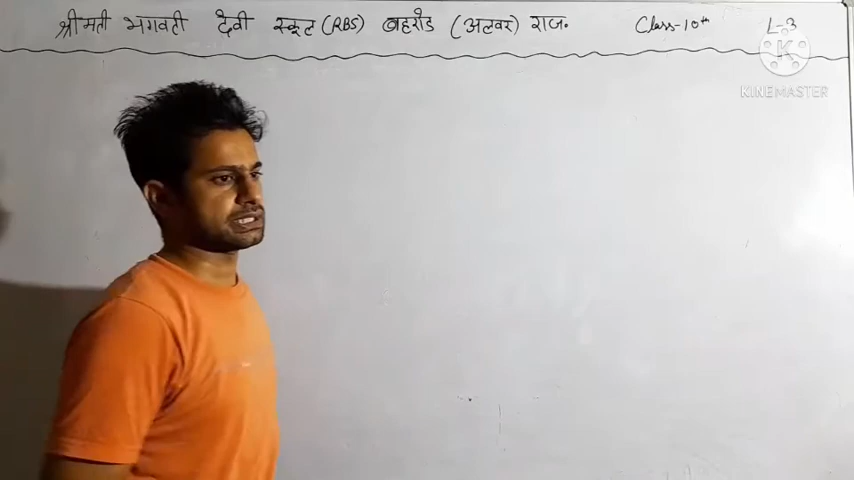 श्रीमती भगवती देवी स्कूल (RBS) बहरोड (अलवर) राज. Class-10th L-3
K
KINEMASTER